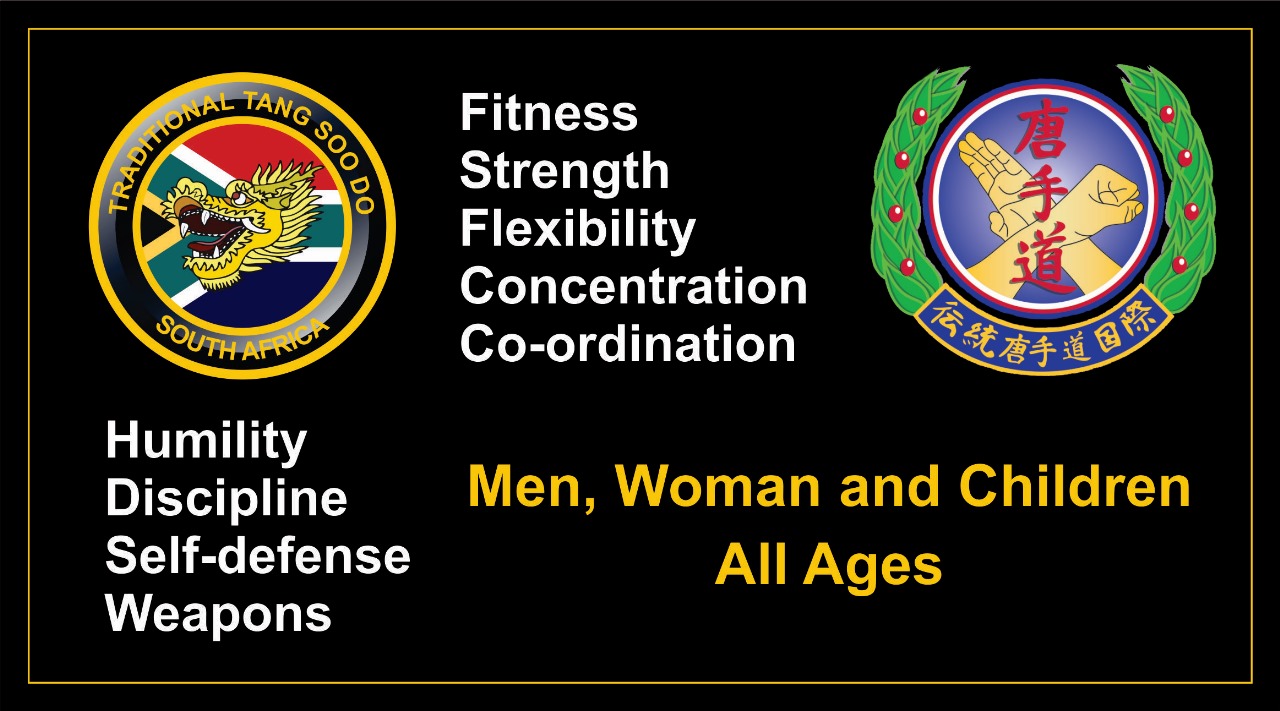 TRADITIONAL TANG SOO DO
SOUTH AFRICA
Fitness
Strength
Flexibility
Concentration
Co-ordination
唐手道
伝統唐手道国際
Humility
Discipline
Self-defense
Weapons
Men, Woman and Children
All Ages